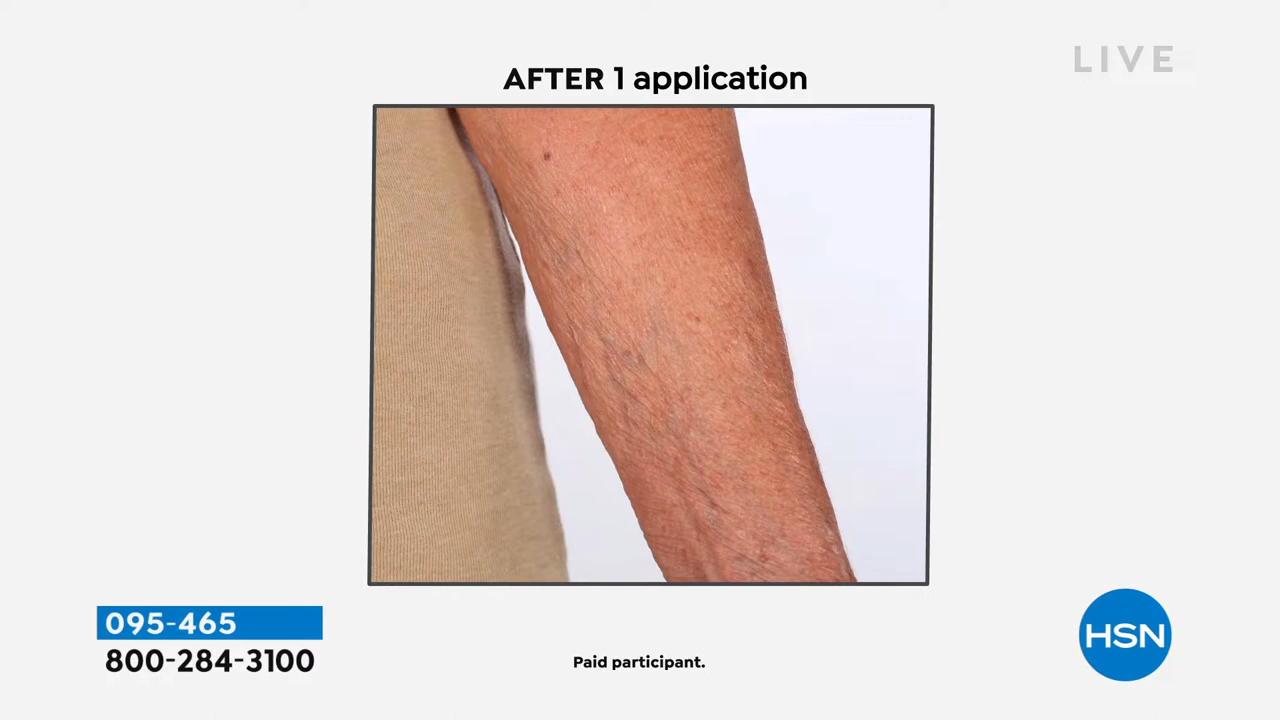 LIVE
AFTER 1 application
095-465
800-284-3100
Paid participant.
HSN